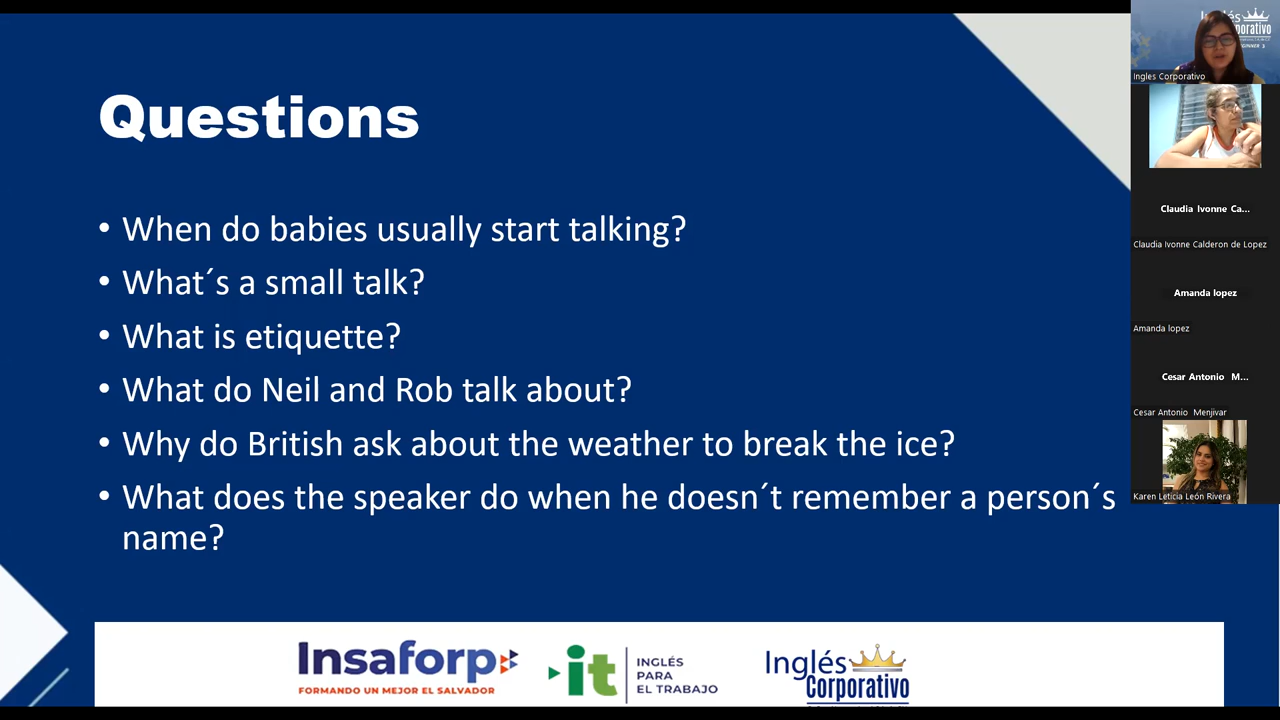 Questions
• When do babies usually start talking?
• What´s a small talk?
• What is etiquette?
• What do Neil and Rob talk about?
• Why do British ask about the weather to break the ice?
• What does the speaker do when he doesn´t remember a person´s
name?
Insaforp
FORMANDO UN MEJOR EL SALVADOR
it
INGLÉS
PARA
EL TRABAJO
Inglés
Corporativo
Ingles Corporativo
Claudia Ivonne Ca...
Claudia Ivonne Calderon de Lopez
Amanda lopez
Amanda lopez
Cesar Antonio M...
Cesar Antonio Menjivar
Karen Leticia León Rivera